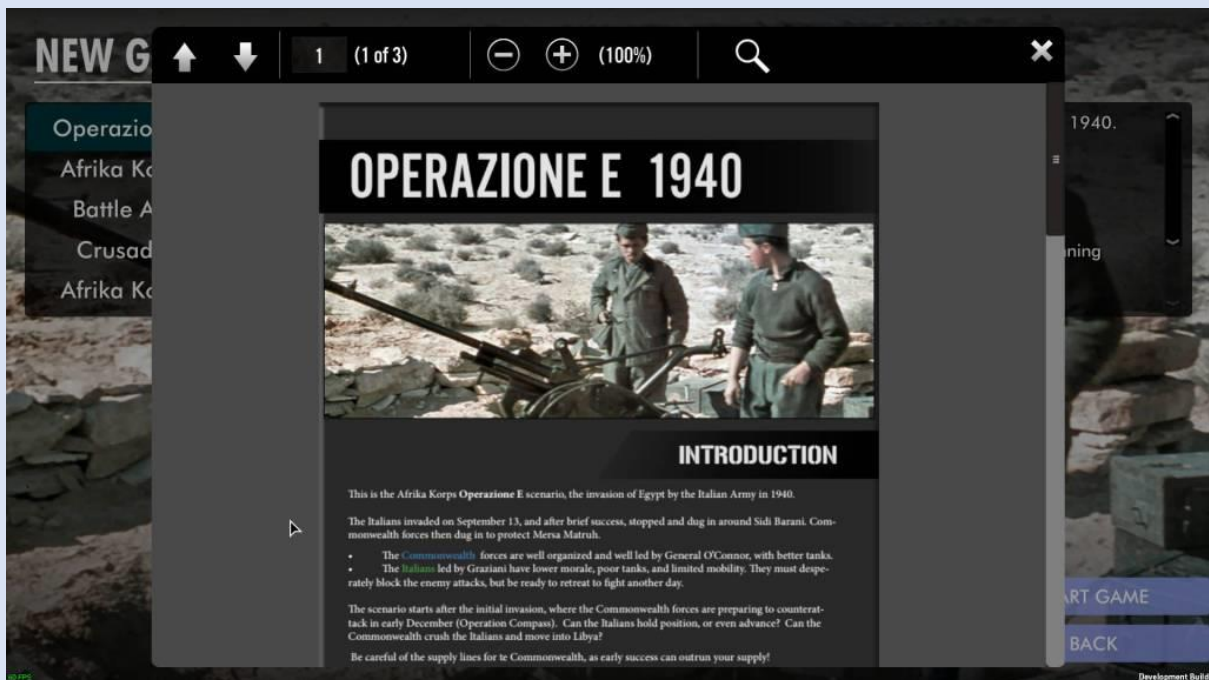 NEW G
1 (1 of 3) (100%)
Operazio
Afrika Ko
Battle A
Crusad
Afrika Ko
1940.
ning
OPERAZIONE E 1940
INTRODUCTION
This is the Afrika Korps Operazione E scenario, the invasion of Egypt by the Italian Army in 1940.
The Italians invaded on September 13, and after brief success, stopped and dug in around Sidi Barani. Com-
monwealth forces then dug in to protect Mersa Matruh.
• The Commonwealth forces are well organized and well led by General O'Connor, with better tanks.
• The Italians led by Graziani have lower morale, poor tanks, and limited mobility. They must despe-
rately block the enemy attacks, but be ready to retreat to fight another day.
The scenario starts after the initial invasion, where the Commonwealth forces are preparing to counterat-
tack in early December (Operation Compass). Can the Italians hold position, or even advance? Can the
Commonwealth crush the Italians and move into Libya?
Be careful of the supply lines for te Commonwealth, as early success can outrun your supply!
ART GAME
BACK
Development Build